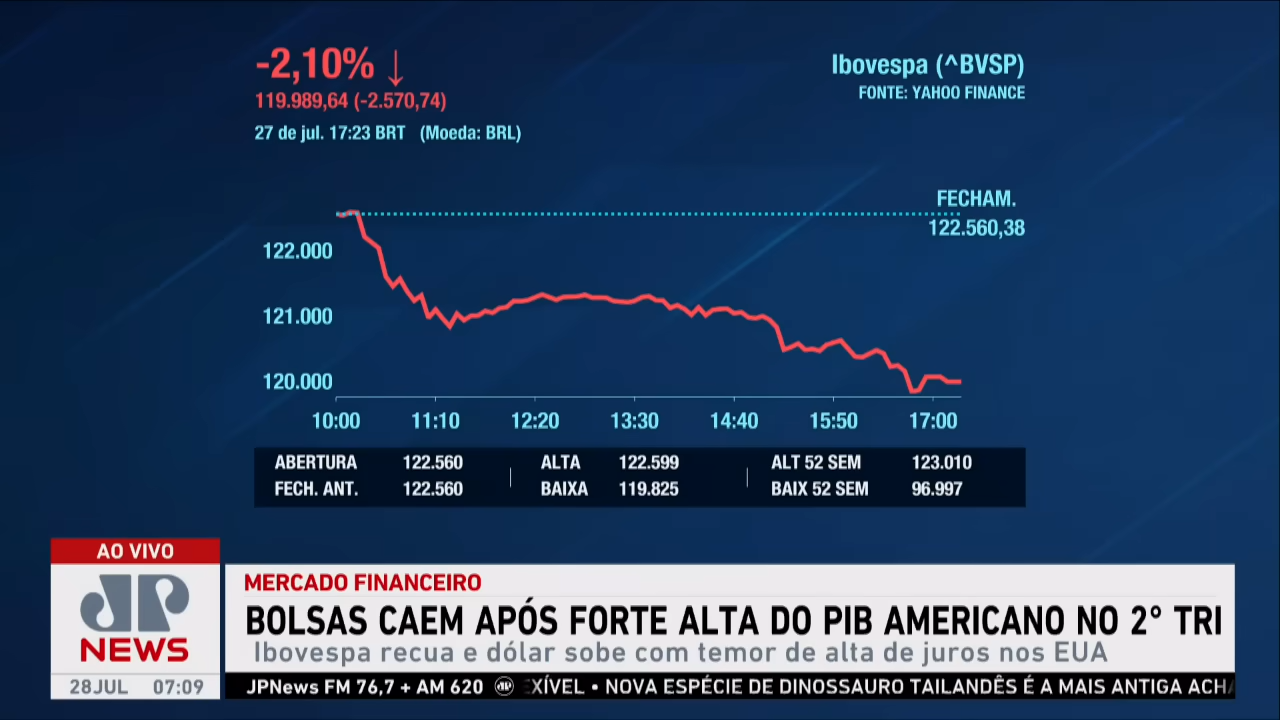 -2,10% ↓
119.989,64 (-2.570,74)
27 de jul. 17:23 BRT (Moeda: BRL)
Ibovespa (^BVSP)
FONTE: YAHOO FINANCE
FECHAM.
122.560,38
122.000
121.000
120.000
10:00 11:10 12:20 13:30 14:40 15:50 17:00
ABERTURA 122.560 ALTA 122.599 ALT 52 SEM 123.010
FECH. ANT. 122.560 BAIXA 119.825 BAIX 52 SEM 96.997
AO VIVO
JP
NEWS
28JUL 07:09
MERCADO FINANCEIRO
BOLSAS CAEM APÓS FORTE ALTA DO PIB AMERICANO NO 2° TRI
Ibovespa recua e dólar sobe com temor de alta de juros nos EUA
JPNews FM 76,7 + AM 620 JP EXÍVEL • NOVA ESPÉCIE DE DINOSSAURO TAILANDÊS É A MAIS ANTIGA ACHA